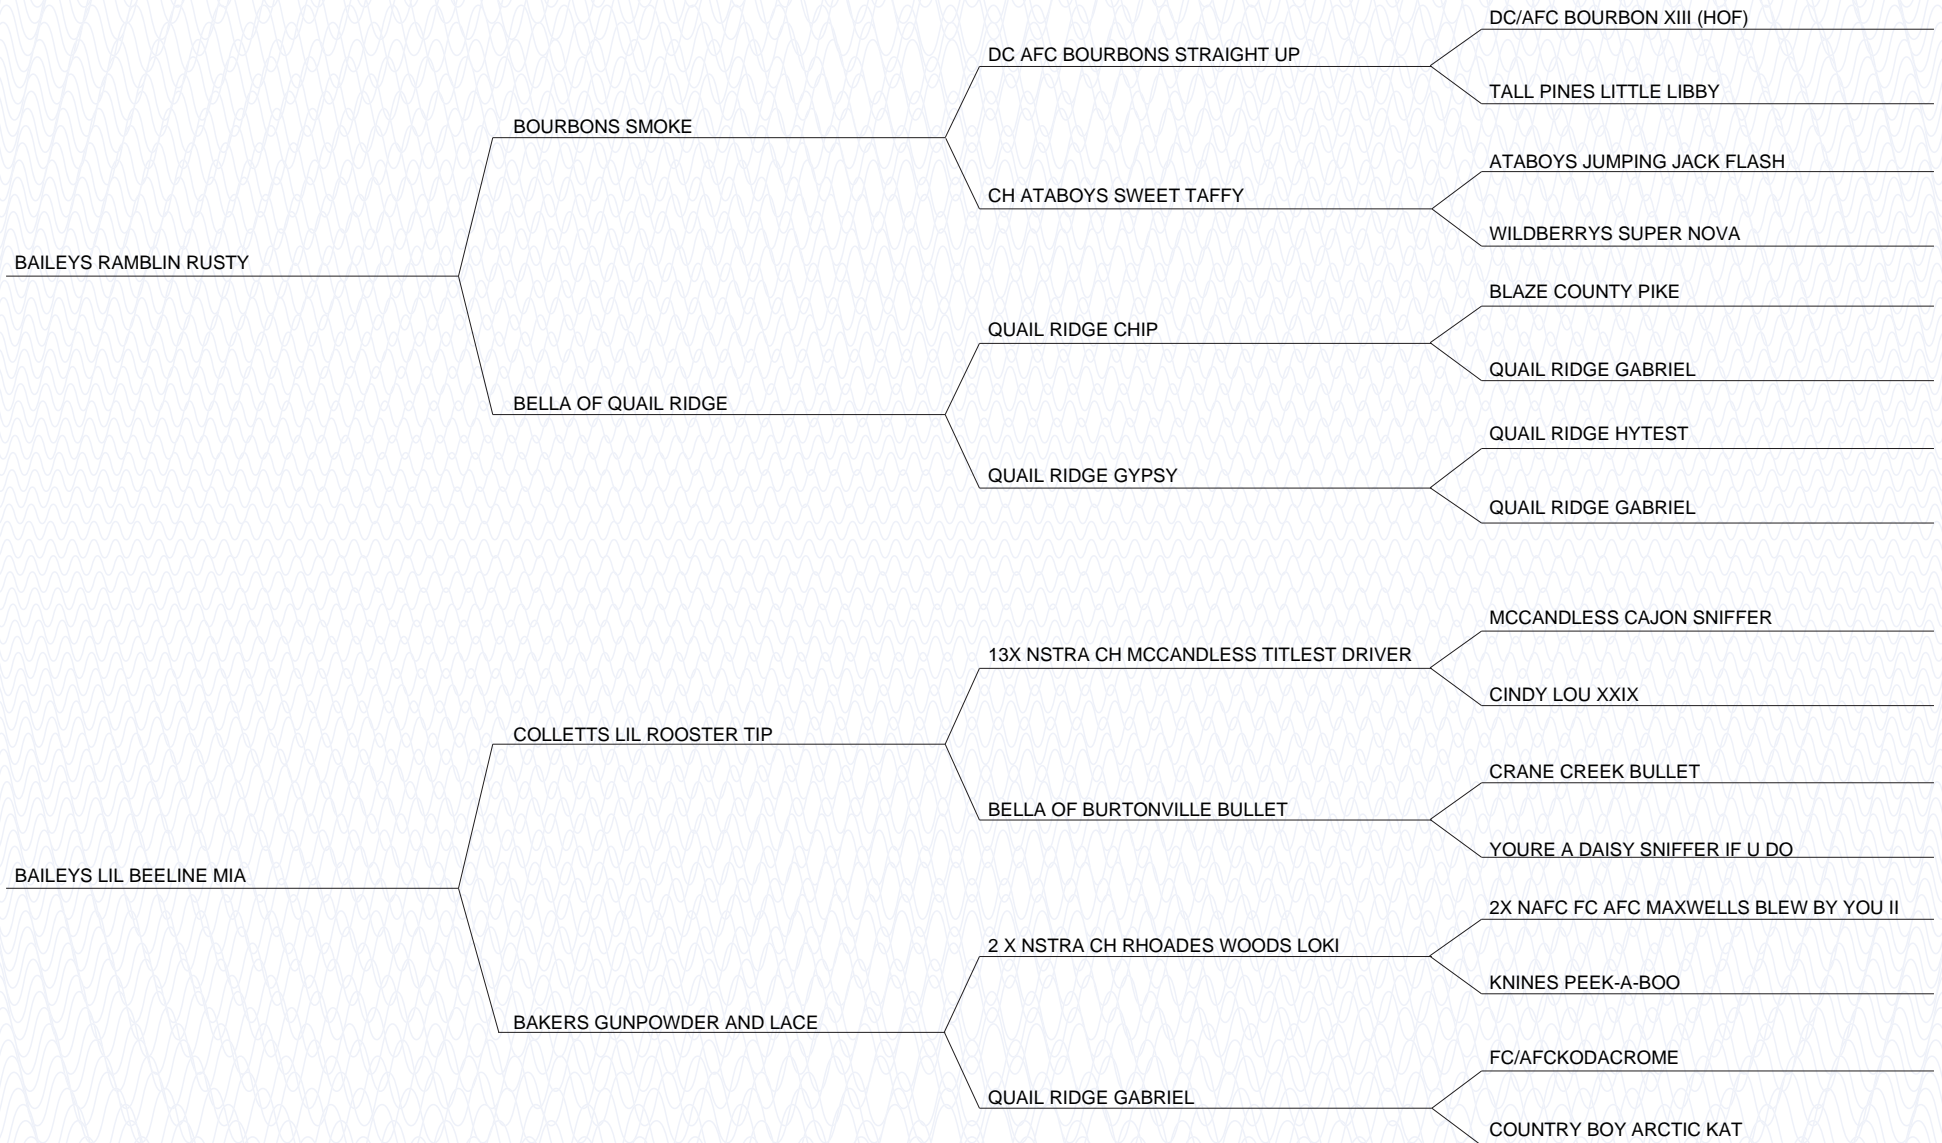 BAILEYS RAMBLIN RUSTY
BOURBONS SMOKE
DC AFC BOURBONS STRAIGHT UP
DC/AFC BOURBON XIII (HOF)
TALL PINES LITTLE LIBBY
CH ATABOYS SWEET TAFFY
ATABOYS JUMPING JACK FLASH
WILDBERRYS SUPER NOVA
BELLA OF QUAIL RIDGE
QUAIL RIDGE CHIP
BLAZE COUNTY PIKE
QUAIL RIDGE GABRIEL
QUAIL RIDGE GYPSY
QUAIL RIDGE HYTEST
QUAIL RIDGE GABRIEL
BAILEYS LIL BEELINE MIA
COLLETTS LIL ROOSTER TIP
13X NSTRA CH MCCANDLESS TITLEST DRIVER
MCCANDLESS CAJON SNIFFER
CINDY LOU XXIX
BELLA OF BURTONVILLE BULLET
CRANE CREEK BULLET
YOURE A DAISY SNIFFER IF U DO
BAKERS GUNPOWDER AND LACE
2 X NSTRA CH RHOADES WOODS LOKI
2X NAFC FC AFC MAXWELLS BLEW BY YOU II
KNINES PEEK-A-BOO
QUAIL RIDGE GABRIEL
FC/AFCKODACROME
COUNTRY BOY ARCTIC KAT